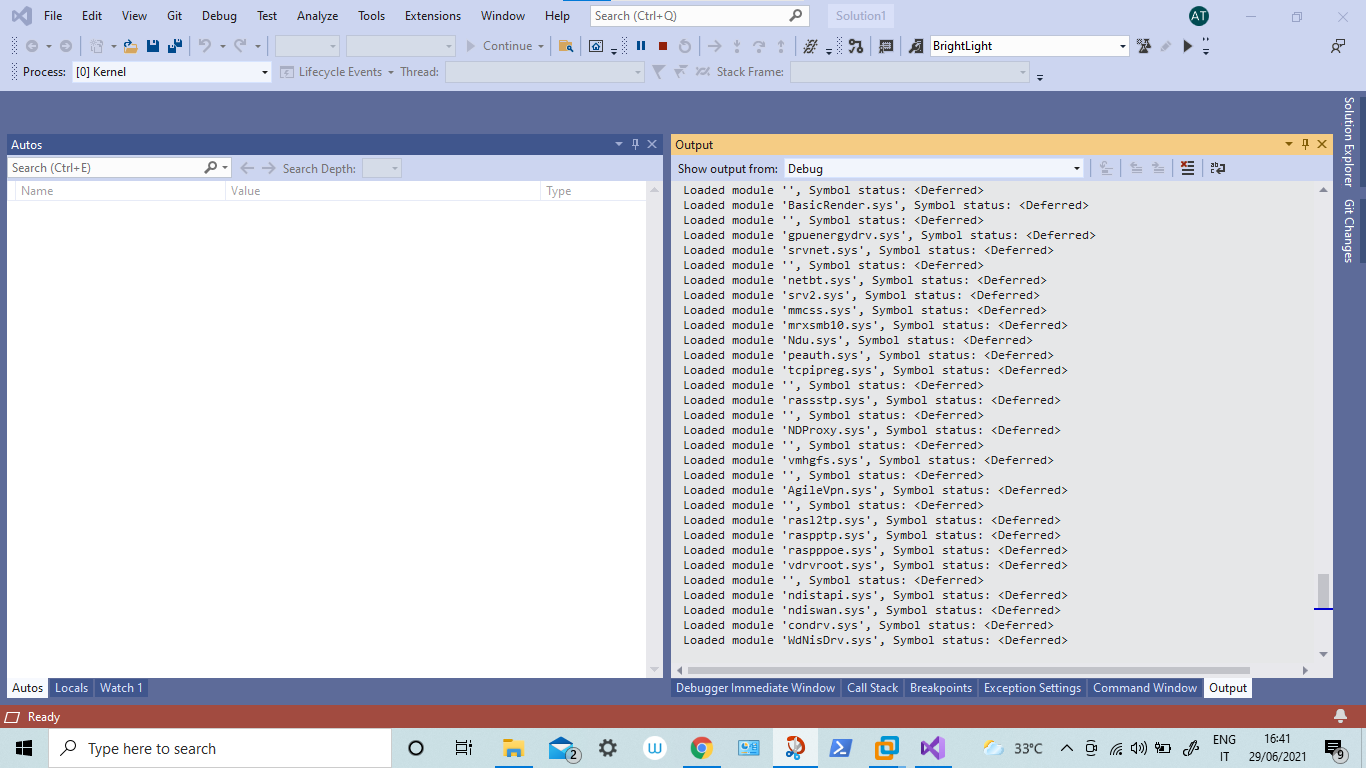 File Edit View Git Debug Test Analyze Tools Extensions Window Help Search (Ctrl+Q) Solution1 AT
Continue BrightLight
Process: [0] Kernel Lifecycle Events Thread: Stack Frame:
Solution Explorer
Git Changes
Autos
Search (Ctrl+E) Search Depth:
Name Value Type
Autos Locals Watch 1
Output
Show output from: Debug
Loaded module '', Symbol status: <Deferred>
Loaded module 'BasicRender.sys', Symbol status: <Deferred>
Loaded module '', Symbol status: <Deferred>
Loaded module 'gpuenergydrv.sys', Symbol status: <Deferred>
Loaded module 'srvnet.sys', Symbol status: <Deferred>
Loaded module '', Symbol status: <Deferred>
Loaded module 'netbt.sys', Symbol status: <Deferred>
Loaded module 'srv2.sys', Symbol status: <Deferred>
Loaded module 'mmcss.sys', Symbol status: <Deferred>
Loaded module 'mrxsmb10.sys', Symbol status: <Deferred>
Loaded module 'Ndu.sys', Symbol status: <Deferred>
Loaded module 'peauth.sys', Symbol status: <Deferred>
Loaded module 'tcpipreg.sys', Symbol status: <Deferred>
Loaded module '', Symbol status: <Deferred>
Loaded module 'rassstp.sys', Symbol status: <Deferred>
Loaded module '', Symbol status: <Deferred>
Loaded module 'NDProxy.sys', Symbol status: <Deferred>
Loaded module '', Symbol status: <Deferred>
Loaded module 'vmhgfs.sys', Symbol status: <Deferred>
Loaded module '', Symbol status: <Deferred>
Loaded module 'AgileVpn.sys', Symbol status: <Deferred>
Loaded module '', Symbol status: <Deferred>
Loaded module 'rasl2tp.sys', Symbol status: <Deferred>
Loaded module 'raspptp.sys', Symbol status: <Deferred>
Loaded module 'raspppoe.sys', Symbol status: <Deferred>
Loaded module 'vdrvroot.sys', Symbol status: <Deferred>
Loaded module '', Symbol status: <Deferred>
Loaded module 'ndistapi.sys', Symbol status: <Deferred>
Loaded module 'ndiswan.sys', Symbol status: <Deferred>
Loaded module 'condrv.sys', Symbol status: <Deferred>
Loaded module 'WdNisDrv.sys', Symbol status: <Deferred>
Debugger Immediate Window Call Stack Breakpoints Exception Settings Command Window Output
Ready
Type here to search 2 W 33°C ENG 16:41 9
IT 29/06/2021